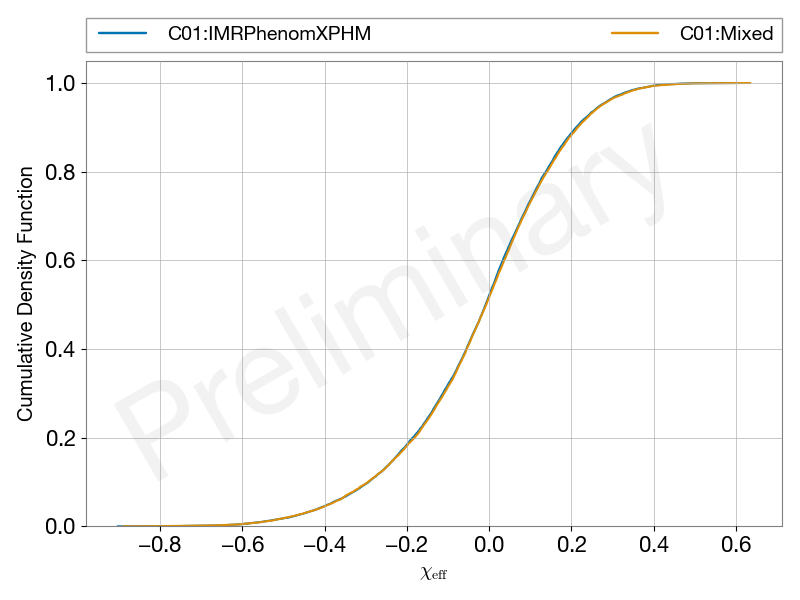 C01:IMRPhenomXPHM C01:Mixed
1.0
0.8
0.6
0.4
0.2
0.0
Cumulative Density Function
Preliminary
−0.8 −0.6 −0.4 −0.2 0.0 0.2 0.4 0.6
χeff